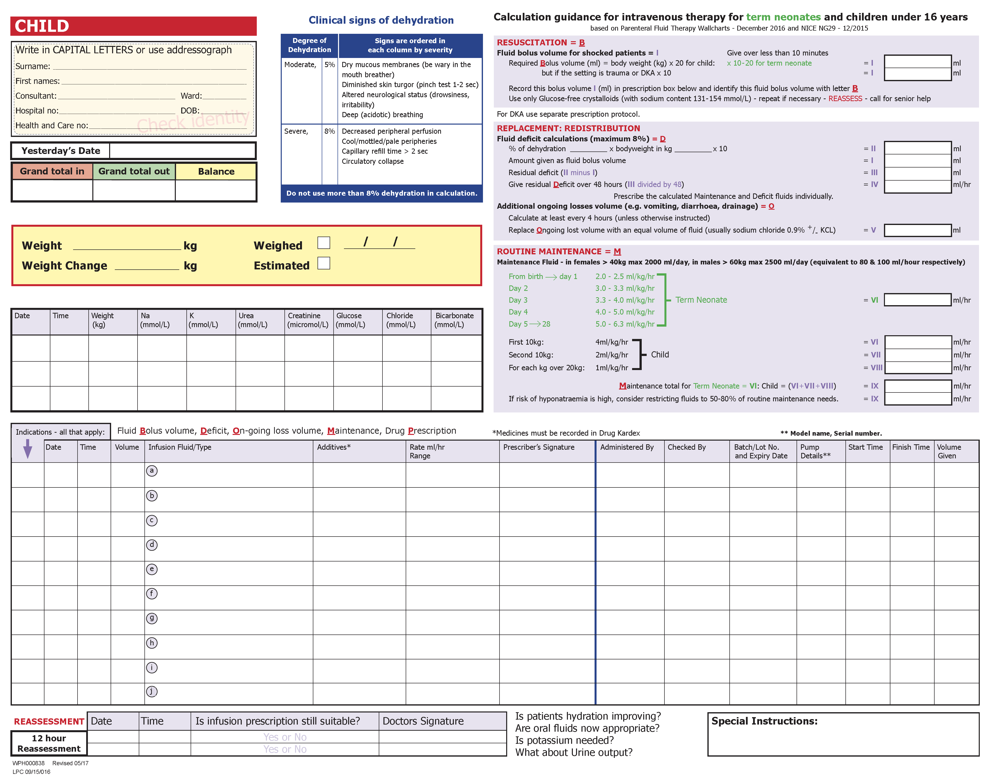 CHILD
Write in CAPITAL LETTERS or use addressograph
Surname:
First names:
Consultant: Ward:
Hospital no: DOB:
Health and Care no:
Check identity
Yesterday's Date
Grand total in Grand total out Balance
Clinical signs of dehydration
Degree of Dehydration
Signs are ordered in
each column by severity
Moderate, 5% Dry mucous membranes (be wary in the
mouth breather)
Diminished skin turgor (pinch test 1-2 sec)
Altered neurological status (drowsiness,
irritability)
Deep (acidotic) breathing
Severe, 8% Decreased peripheral perfusion
Cool/mottled/pale peripheries
Capillary refill time > 2 sec
Circulatory collapse
Do not use more than 8% dehydration in calculation.
Weight kg Weighed / /
Weight Change kg Estimated
Date Time Weight (kg) Na (mmol/L) K (mmol/L) Urea (mmol/L) Creatinine (micromol/L) Glucose (mmol/L) Chloride (mmol/L) Bicarbonate (mmol/L)
Calculation guidance for intravenous therapy for term neonates and children under 16 years
based on Parenteral Fluid Therapy Wallcharts - December 2016 and NICE NG29 - 12/2015
RESUSCITATION = B
Fluid bolus volume for shocked patients = I Give over less than 10 minutes
Required Bolus volume (ml) = body weight (kg) x 20 for child: x 10-20 for term neonate = I ml
but if the setting is trauma or DKA x 10 = I ml
Record this bolus volume I (ml) in prescription box below and identify this fluid bolus volume with letter B
Use only Glucose-free crystalloids (with sodium content 131-154 mmol/L) - repeat if necessary - REASSESS - call for senior help
For DKA use separate prescription protocol.
REPLACEMENT: REDISTRIBUTION
Fluid deficit calculations (maximum 8%) = D
% of dehydration x bodyweight in kg x 10 = II ml
Amount given as fluid bolus volume = I ml
Residual deficit (II minus I) = III ml
Give residual Deficit over 48 hours (III divided by 48) = IV ml/hr
Prescribe the calculated Maintenance and Deficit fluids individually.
Additional ongoing losses volume (e.g. vomiting, diarrhoea, drainage) = O
Calculate at least every 4 hours (unless otherwise instructed)
Replace Ongoing lost volume with an equal volume of fluid (usually sodium chloride 0.9% +/- KCL) = V ml
ROUTINE MAINTENANCE = M
Maintenance Fluid - in females > 40kg max 2000 ml/day, in males > 60kg max 2500 ml/day (equivalent to 80 & 100 ml/hour respectively)
From birth → day 1 2.0 - 2.5 ml/kg/hr
Day 2 3.0 - 3.3 ml/kg/hr
Day 3 3.3 - 4.0 ml/kg/hr Term Neonate = VI ml/hr
Day 4 4.0 - 5.0 ml/kg/hr
Day 5 → 28 5.0 - 6.3 ml/kg/hr
First 10kg: 4ml/kg/hr = VI ml/hr
Second 10kg: 2ml/kg/hr Child = VII ml/hr
For each kg over 20kg: 1ml/kg/hr = VIII ml/hr
Maintenance total for Term Neonate = VI: Child = (VI+VII+VIII) = IX ml/hr
If risk of hyponatraemia is high, consider restricting fluids to 50-80% of routine maintenance needs. = IX ml/hr
Indications - all that apply: Fluid Bolus volume, Deficit, On-going loss volume, Maintenance, Drug Prescription *Medicines must be recorded in Drug Kardex ** Model name, Serial number.
Date Time Volume Infusion Fluid/Type Additives* Rate ml/hr Range Prescriber's Signature Administered By Checked By Batch/Lot No. and Expiry Date Pump Details** Start Time Finish Time Volume Given
a
b
c
d
e
f
g
h
i
j
REASSESSMENT Date Time Is infusion prescription still suitable? Doctors Signature
12 hour
Reassessment
Yes or No
Yes or No
Is patients hydration improving?
Are oral fluids now appropriate?
Is potassium needed?
What about Urine output?
Special Instructions:
WPH000838 Revised 05/17
LPC 09/15/016